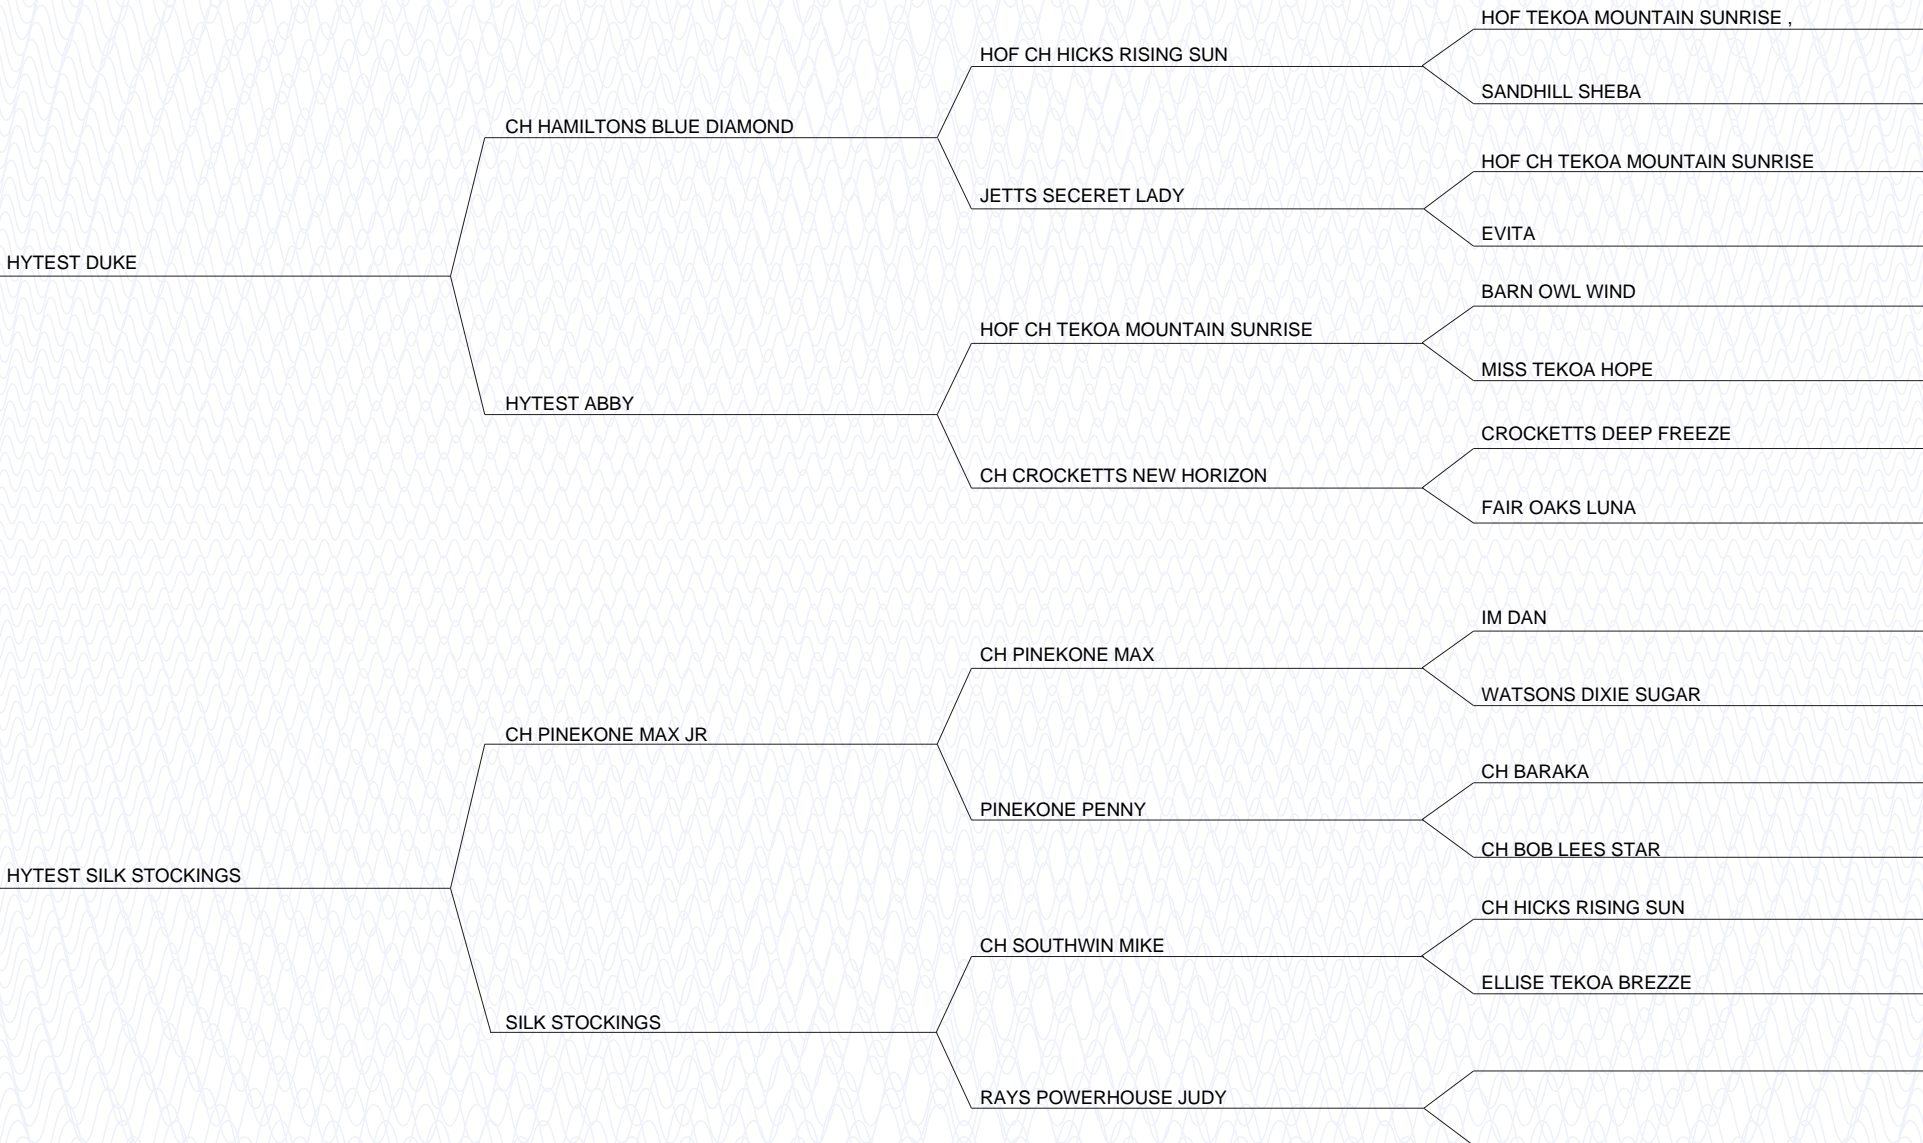 HOF TEKOA MOUNTAIN SUNRISE ,
HOF CH HICKS RISING SUN
SANDHILL SHEBA
CH HAMILTONS BLUE DIAMOND
HOF CH TEKOA MOUNTAIN SUNRISE
JETTS SECERET LADY
EVITA
HYTEST DUKE
BARN OWL WIND
HOF CH TEKOA MOUNTAIN SUNRISE
MISS TEKOA HOPE
HYTEST ABBY
CROCKETTS DEEP FREEZE
CH CROCKETTS NEW HORIZON
FAIR OAKS LUNA
IM DAN
CH PINEKONE MAX
WATSONS DIXIE SUGAR
CH PINEKONE MAX JR
CH BARAKA
PINEKONE PENNY
CH BOB LEES STAR
HYTEST SILK STOCKINGS
CH HICKS RISING SUN
CH SOUTHWIN MIKE
ELLISE TEKOA BREZZE
SILK STOCKINGS
RAYS POWERHOUSE JUDY